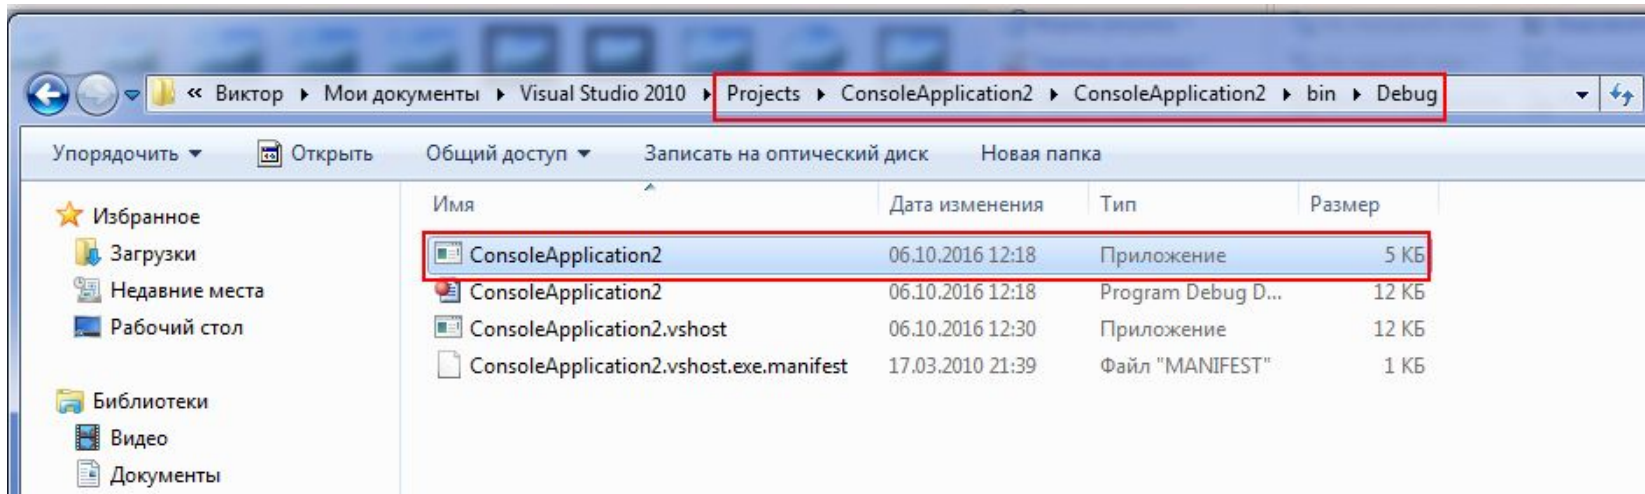 « Виктор ▸ Мои документы ▸ Visual Studio 2010 ▸ Projects ▸ ConsoleApplication2 ▸ ConsoleApplication2 ▸ bin ▸ Debug
Упорядочить Открыть Общий доступ Записать на оптический диск Новая папка
Имя Дата изменения Тип Размер
Избранное
Загрузки
Недавние места
Рабочий стол
Библиотеки
Видео
Документы
ConsoleApplication2 06.10.2016 12:18 Приложение 5 КБ
ConsoleApplication2 06.10.2016 12:18 Program Debug D... 12 КБ
ConsoleApplication2.vshost 06.10.2016 12:30 Приложение 12 КБ
ConsoleApplication2.vshost.exe.manifest 17.03.2010 21:39 Файл "MANIFEST" 1 КБ